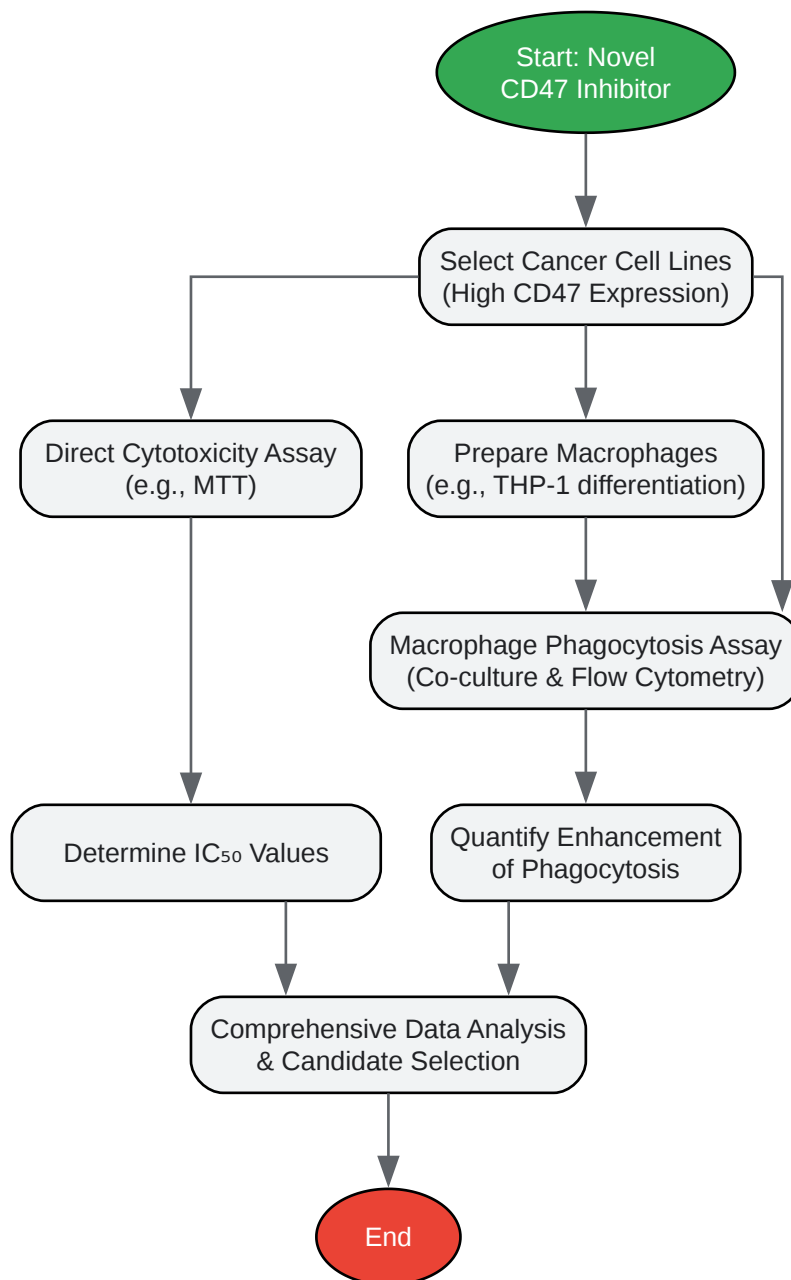 Start: Novel
CD47 Inhibitor
Select Cancer Cell Lines
(High CD47 Expression)
Direct Cytotoxicity Assay
(e.g., MTT)
Prepare Macrophages
(e.g., THP-1 differentiation)
Macrophage Phagocytosis Assay
(Co-culture & Flow Cytometry)
Determine IC₅₀ Values
Quantify Enhancement
of Phagocytosis
Comprehensive Data Analysis
& Candidate Selection
End